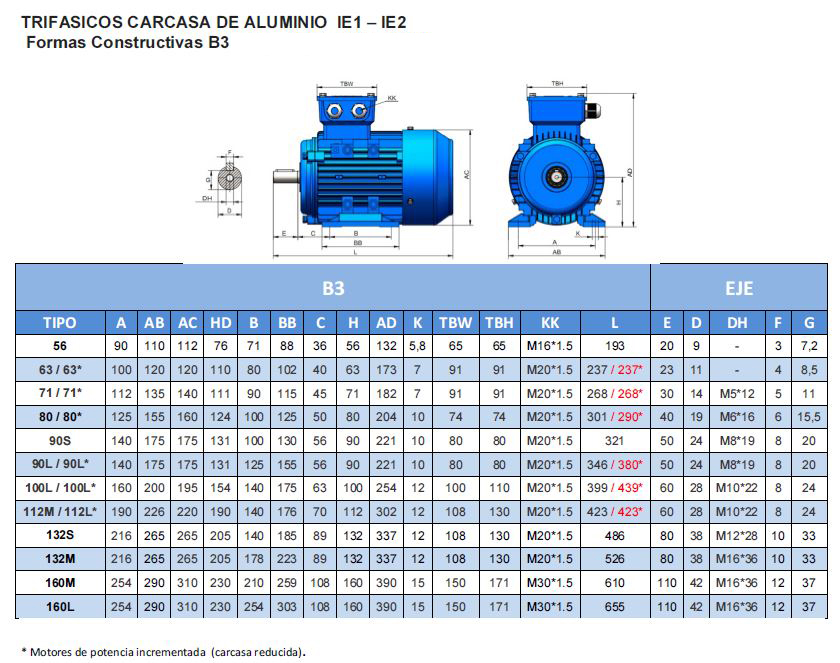 TRIFASICOS CARCASA DE ALUMINIO IE1 – IE2
Formas Constructivas B3
TBW
KK
TBH
F
G
DH
D
AC
E
C
B
BB
L
AD
H
K
A
AB
B3 EJE
TIPO A AB AC HD B BB C H AD K TBW TBH KK L E D DH F G
56 90 110 112 76 71 88 36 56 132 5,8 65 65 M16*1.5 193 20 9 - 3 7,2
63 / 63* 100 120 120 110 80 102 40 63 173 7 91 91 M20*1.5 237 / 237* 23 11 - 4 8,5
71 / 71* 112 135 140 111 90 115 45 71 182 7 91 91 M20*1.5 268 / 268* 30 14 M5*12 5 11
80 / 80* 125 155 160 124 100 125 50 80 204 10 74 74 M20*1.5 301 / 290* 40 19 M6*16 6 15,5
90S 140 175 175 131 100 130 56 90 221 10 80 80 M20*1.5 321 50 24 M8*19 8 20
90L / 90L* 140 175 175 131 125 155 56 90 221 10 80 80 M20*1.5 346 / 380* 50 24 M8*19 8 20
100L / 100L* 160 200 195 154 140 175 63 100 254 12 100 110 M20*1.5 399 / 439* 60 28 M10*22 8 24
112M / 112L* 190 226 220 190 140 176 70 112 302 12 108 130 M20*1.5 423 / 423* 60 28 M10*22 8 24
132S 216 265 265 205 140 185 89 132 337 12 108 130 M20*1.5 486 80 38 M12*28 10 33
132M 216 265 265 205 178 223 89 132 337 12 108 130 M20*1.5 526 80 38 M16*36 10 33
160M 254 290 310 230 210 259 108 160 390 15 150 171 M30*1.5 610 110 42 M16*36 12 37
160L 254 290 310 230 254 303 108 160 390 15 150 171 M30*1.5 655 110 42 M16*36 12 37
* Motores de potencia incrementada (carcasa reducida).